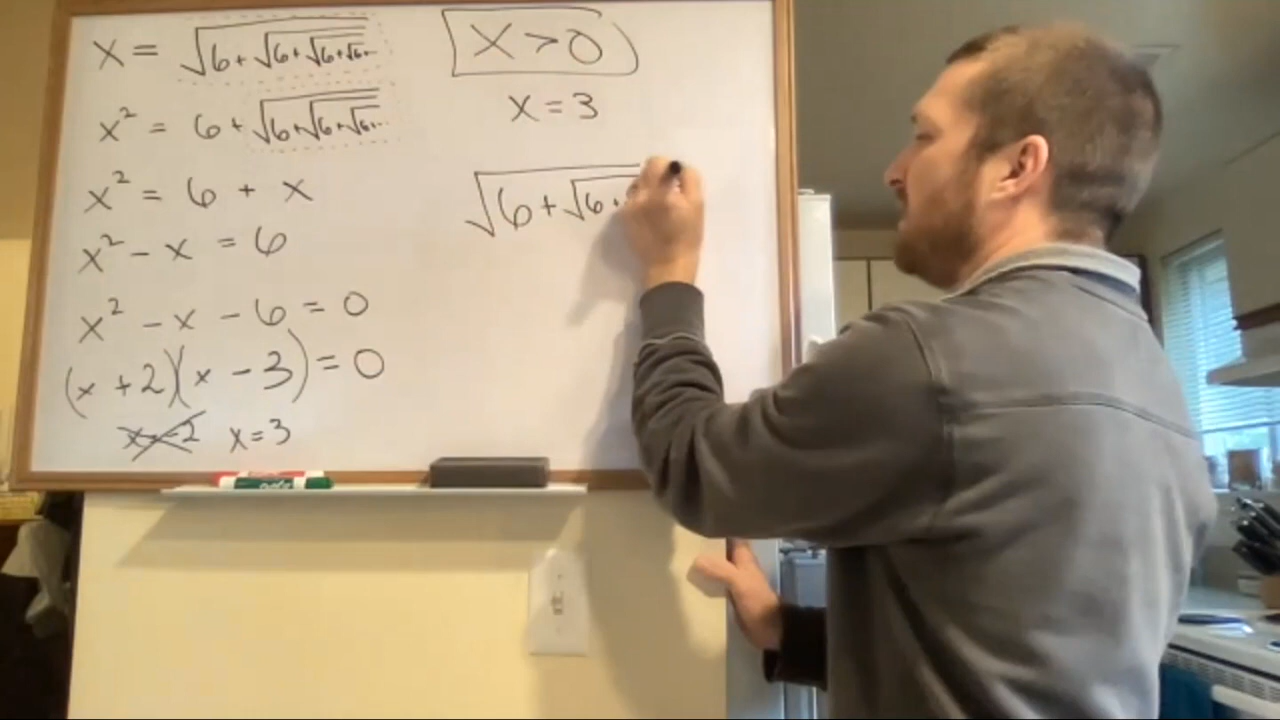 x = √6+√6+√6+√6+...
x² = 6+√6+√6+√6+...
x² = 6 + x
x² - x = 6
x² - x - 6 = 0
(x + 2)(x - 3) = 0
x = -2 x = 3
x > 0
x = 3
√6+√6+